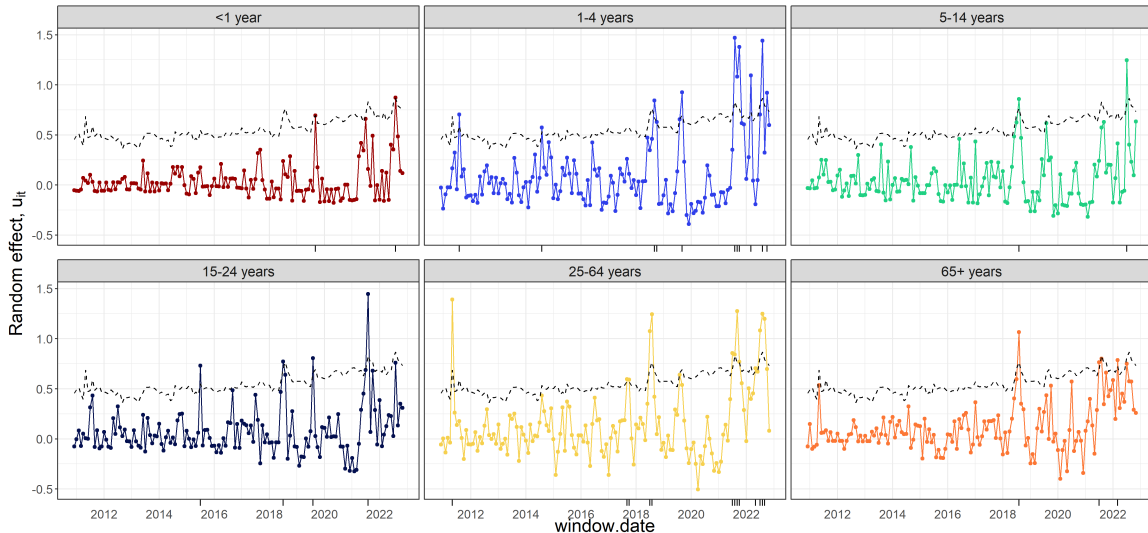 <1 year
1-4 years
5-14 years
1.5
1.0
0.5
0.0
-0.5
15-24 years
25-64 years
65+ years
1.5
1.0
0.5
0.0
-0.5
2012 2014 2016 2018 2020 2022
2012 2014 2016 2018 2020 2022
2012 2014 2016 2018 2020 2022
window.date
Random effect, uit